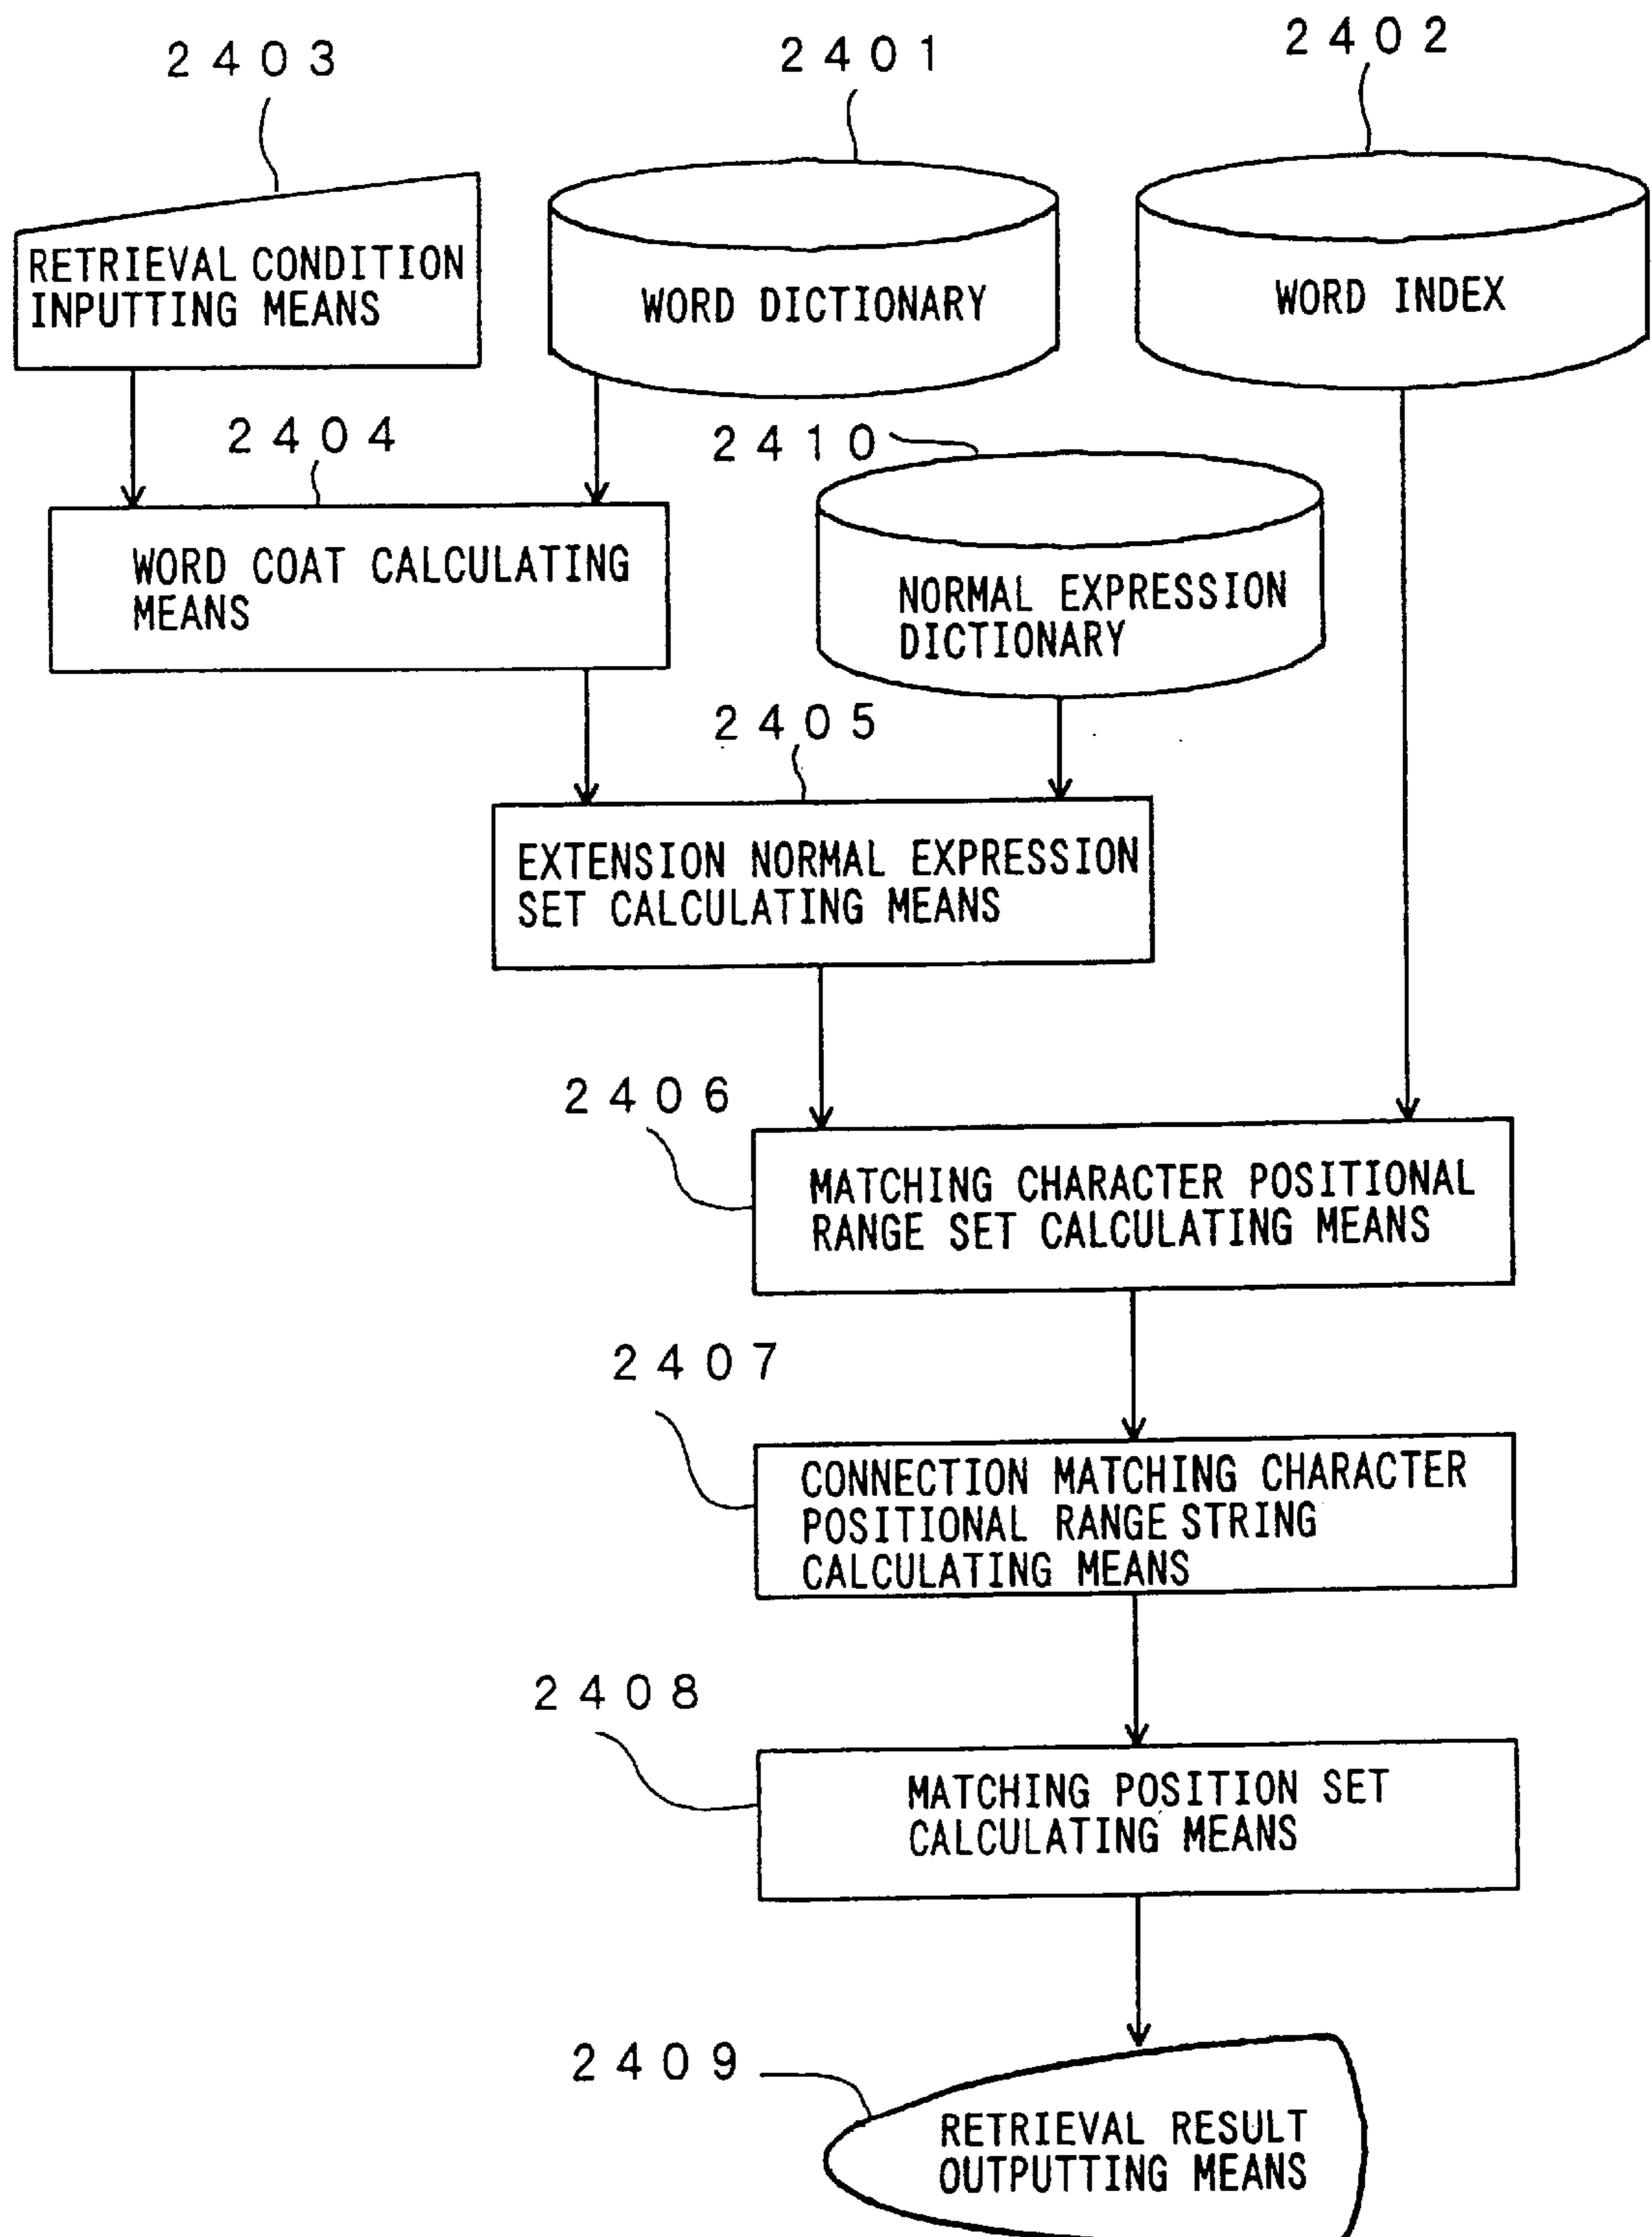 2403
2401
2402
RETRIEVAL CONDITION
INPUTTING MEANS
WORD DICTIONARY
WORD INDEX
2404
2410
WORD COAT CALCULATING
MEANS
NORMAL EXPRESSION
DICTIONARY
2405
EXTENSION NORMAL EXPRESSION
SET CALCULATING MEANS
2406
MATCHING CHARACTER POSITIONAL
RANGE SET CALCULATING MEANS
2407
CONNECTION MATCHING CHARACTER
POSITIONAL RANGE STRING
CALCULATING MEANS
2408
MATCHING POSITION SET
CALCULATING MEANS
2409
RETRIEVAL RESULT
OUTPUTTING MEANS